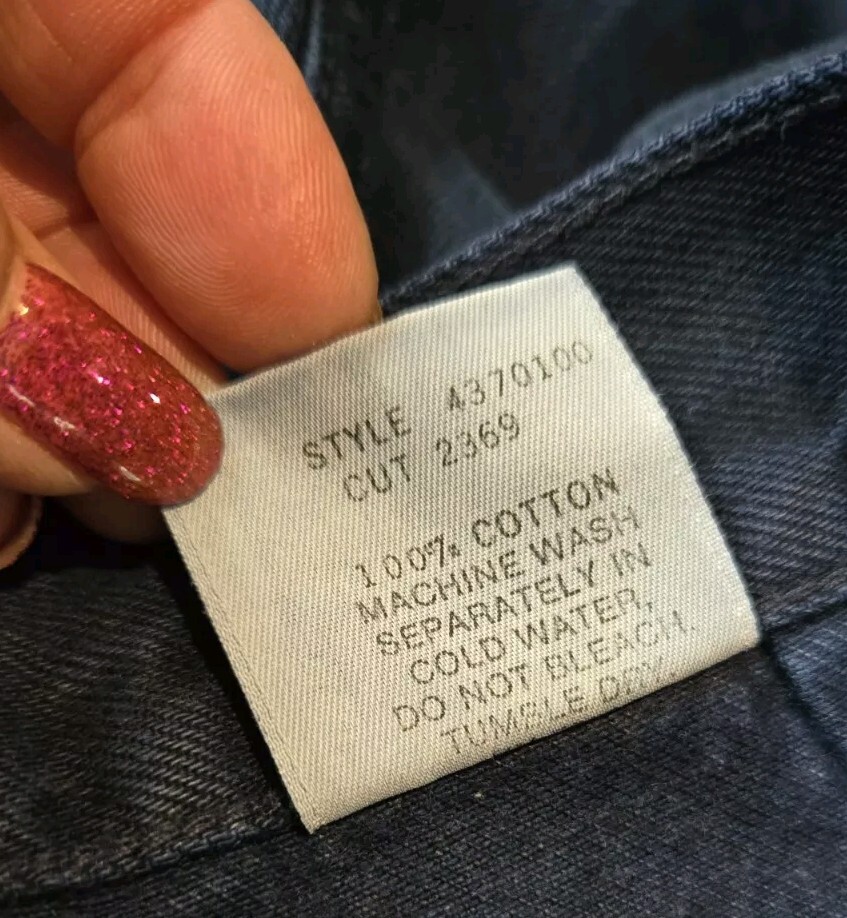 STYLE 4370100
CUT 2369
100% COTTON
MACHINE WASH
SEPARATELY IN
COLD WATER,
DO NOT BLEACH.
TUMBLE DRY